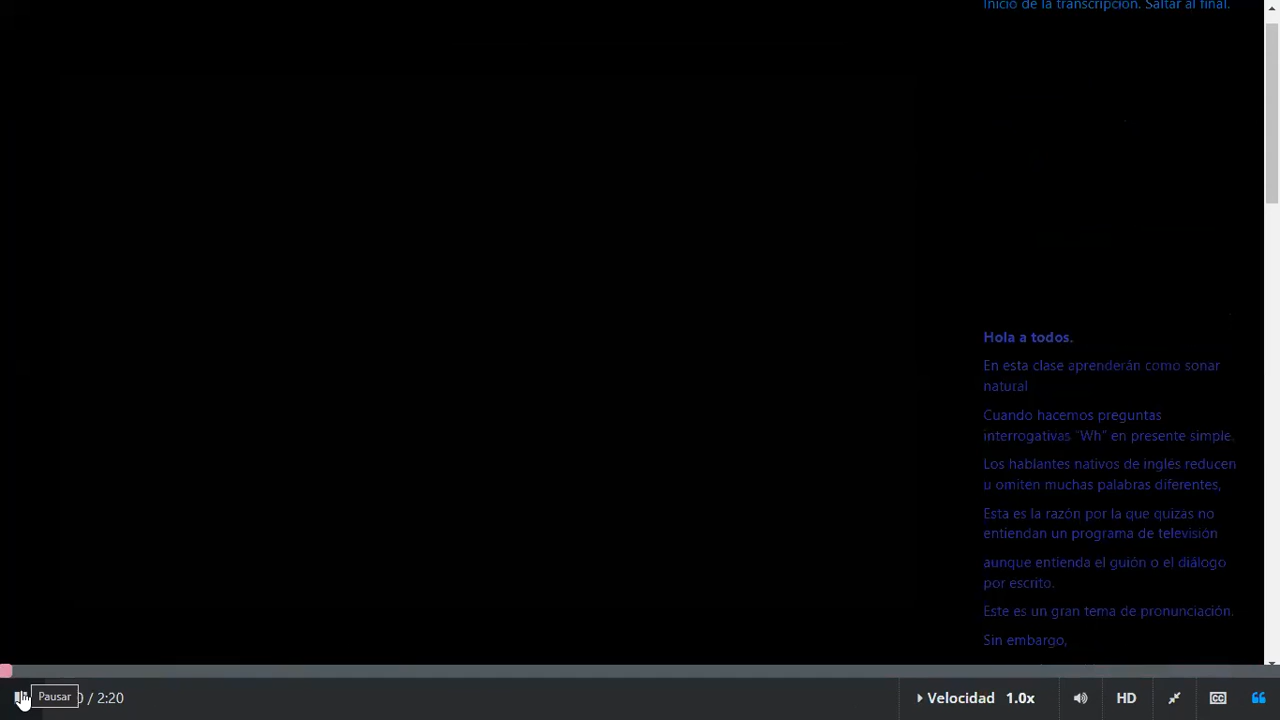 Inicio de la transcripción. Saltar al final.
Hola a todos.
En esta clase aprenderán como sonar
natural
Cuando hacemos preguntas
interrogativas "Wh" en presente simple.
Los hablantes nativos de inglés reducen
u omiten muchas palabras diferentes,
Esta es la razón por la que quizas no
entiendan un programa de televisión
aunque entienda el guión o el diálogo
por escrito.
Este es un gran tema de pronunciación.
Sin embargo,
Pausar
/ 2:20
Velocidad 1.0x
HD
CC